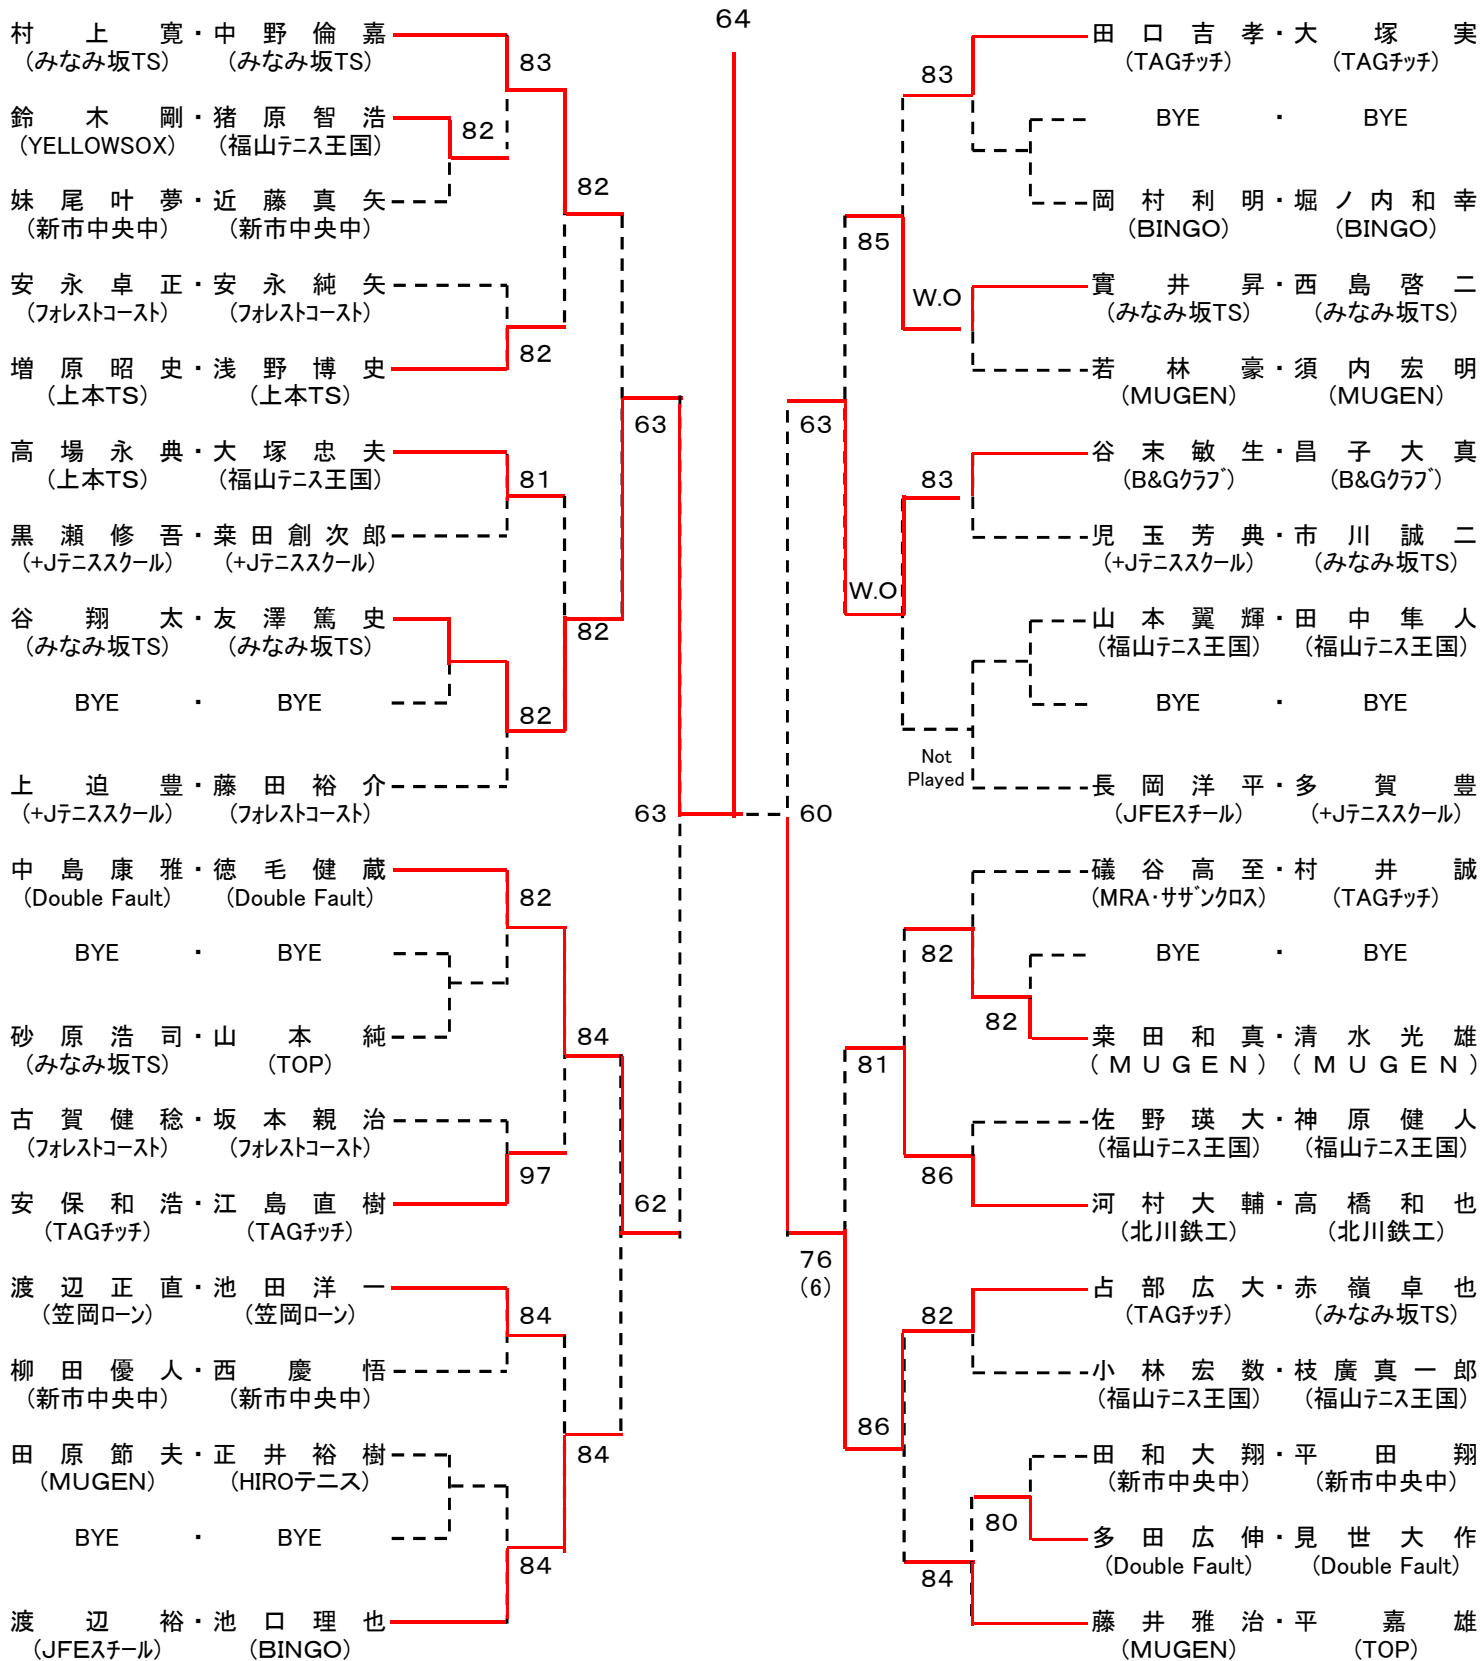 64
村上寛・中野倫嘉
(みなみ坂TS) (みなみ坂TS)
83
鈴木剛・猪原智浩
(YELLOWSOX) (福山テニス王国)
82
妹尾叶夢・近藤真矢
(新市中央中) (新市中央中)
82
安永卓正・安永純矢
(フォレストコースト) (フォレストコースト)
82
増原昭史・浅野博史
(上本TS) (上本TS)
63
高場永典・大塚忠夫
(上本TS) (福山テニス王国)
81
黒瀬修吾・桒田創次郎
(+Jテニススクール) (+Jテニススクール)
谷翔太・友澤篤史
(みなみ坂TS) (みなみ坂TS)
82
BYE ・ BYE
82
上迫豊・藤田裕介
(+Jテニススクール) (フォレストコースト)
63
中島康雅・徳毛健蔵
(Double Fault) (Double Fault)
82
BYE ・ BYE
砂原浩司・山本純
(みなみ坂TS) (TOP)
84
古賀健稔・坂本親治
(フォレストコースト) (フォレストコースト)
97
安保和浩・江島直樹
(TAGチッチ) (TAGチッチ)
62
渡辺正直・池田洋一
(笠岡ローン) (笠岡ローン)
84
柳田優人・西慶悟
(新市中央中) (新市中央中)
田原節夫・正井裕樹
(MUGEN) (HIROテニス)
84
BYE ・ BYE
84
渡辺裕・池口理也
(JFEスチール) (BINGO)
田口吉孝・大塚実
(TAGチッチ) (TAGチッチ)
83
BYE ・ BYE
岡村利明・堀ノ内和幸
(BINGO) (BINGO)
85
W.O
實井昇・西島啓二
(みなみ坂TS) (みなみ坂TS)
若林豪・須内宏明
(MUGEN) (MUGEN)
63
谷末敏生・昌子大真
(B&Gクラブ) (B&Gクラブ)
83
児玉芳典・市川誠二
(+Jテニススクール) (みなみ坂TS)
W.O
山本翼輝・田中隼人
(福山テニス王国) (福山テニス王国)
BYE ・ BYE
Not
Played
長岡洋平・多賀豊
(JFEスチール) (+Jテニススクール)
60
礒谷高至・村井誠
(MRA・サザンクロス) (TAGチッチ)
82
BYE ・ BYE
82
桒田和真・清水光雄
(MUGEN) (MUGEN)
81
佐野瑛大・神原健人
(福山テニス王国) (福山テニス王国)
86
河村大輔・高橋和也
(北川鉄工) (北川鉄工)
76
(6)
占部広大・赤嶺卓也
(TAGチッチ) (みなみ坂TS)
82
小林宏数・枝廣真一郎
(福山テニス王国) (福山テニス王国)
86
田和大翔・平田翔
(新市中央中) (新市中央中)
80
多田広伸・見世大作
(Double Fault) (Double Fault)
84
藤井雅治・平嘉雄
(MUGEN) (TOP)